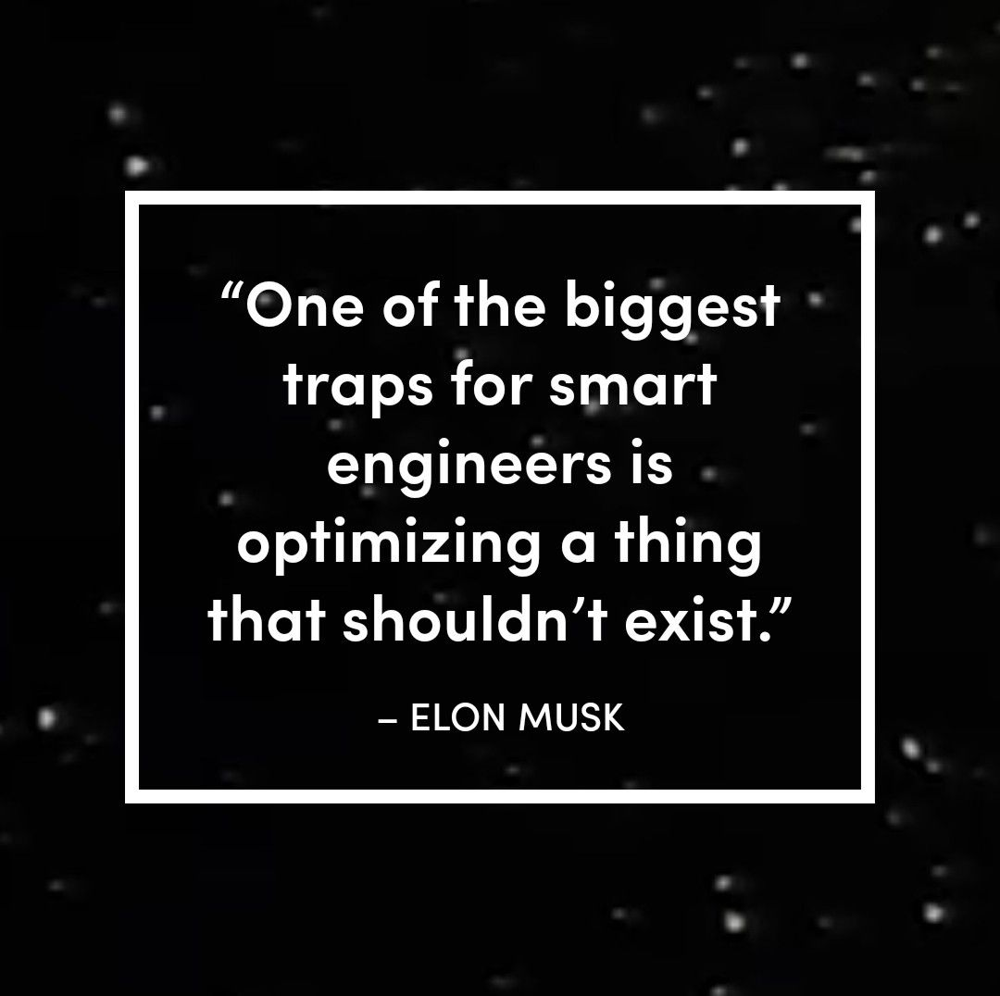 “One of the biggest
traps for smart
engineers is
optimizing a thing
that shouldn’t exist.”
– ELON MUSK